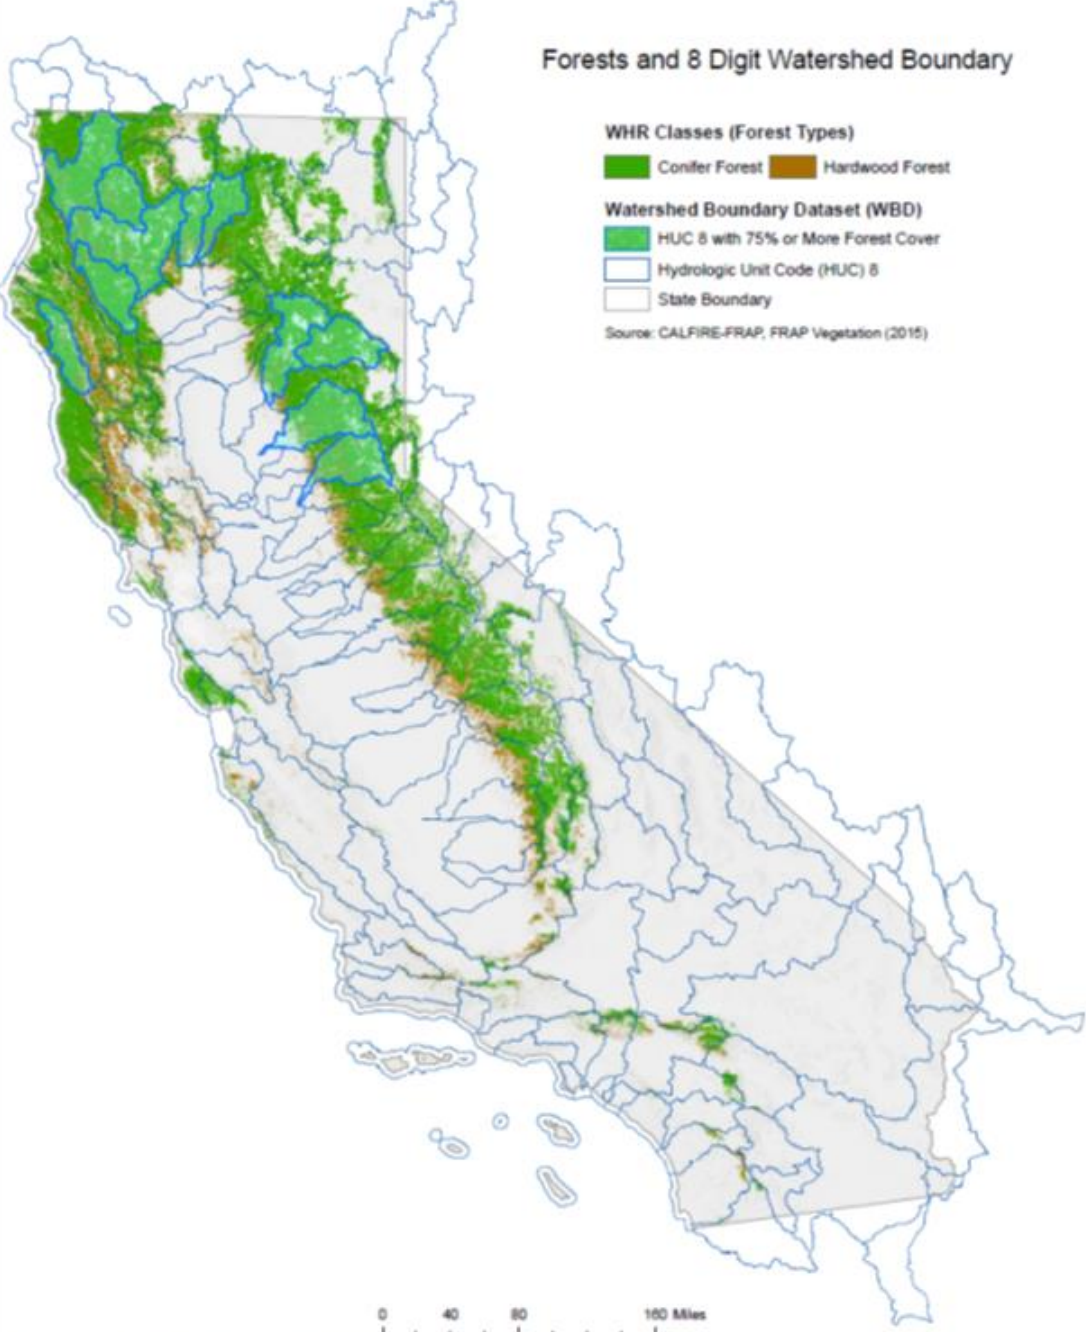 Forests and 8 Digit Watershed Boundary
WHR Classes (Forest Types)
Conifer Forest Hardwood Forest
Watershed Boundary Dataset (WBD)
HUC 8 with 75% or More Forest Cover
Hydrologic Unit Code (HUC) 8
State Boundary
Source: CALFIRE-FRAP, FRAP Vegetation (2015)
0 40 80 160 Miles